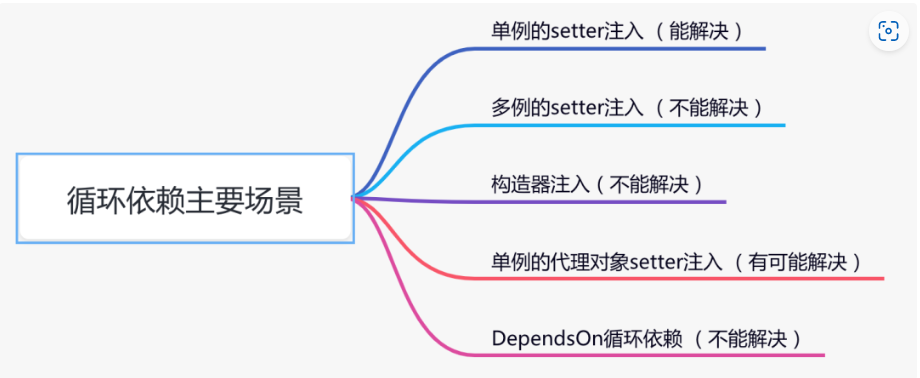 单例的setter注入（能解决）
多例的setter注入（不能解决）
构造器注入（不能解决）
循环依赖主要场景
单例的代理对象setter注入（有可能解决）
DependsOn循环依赖（不能解决）